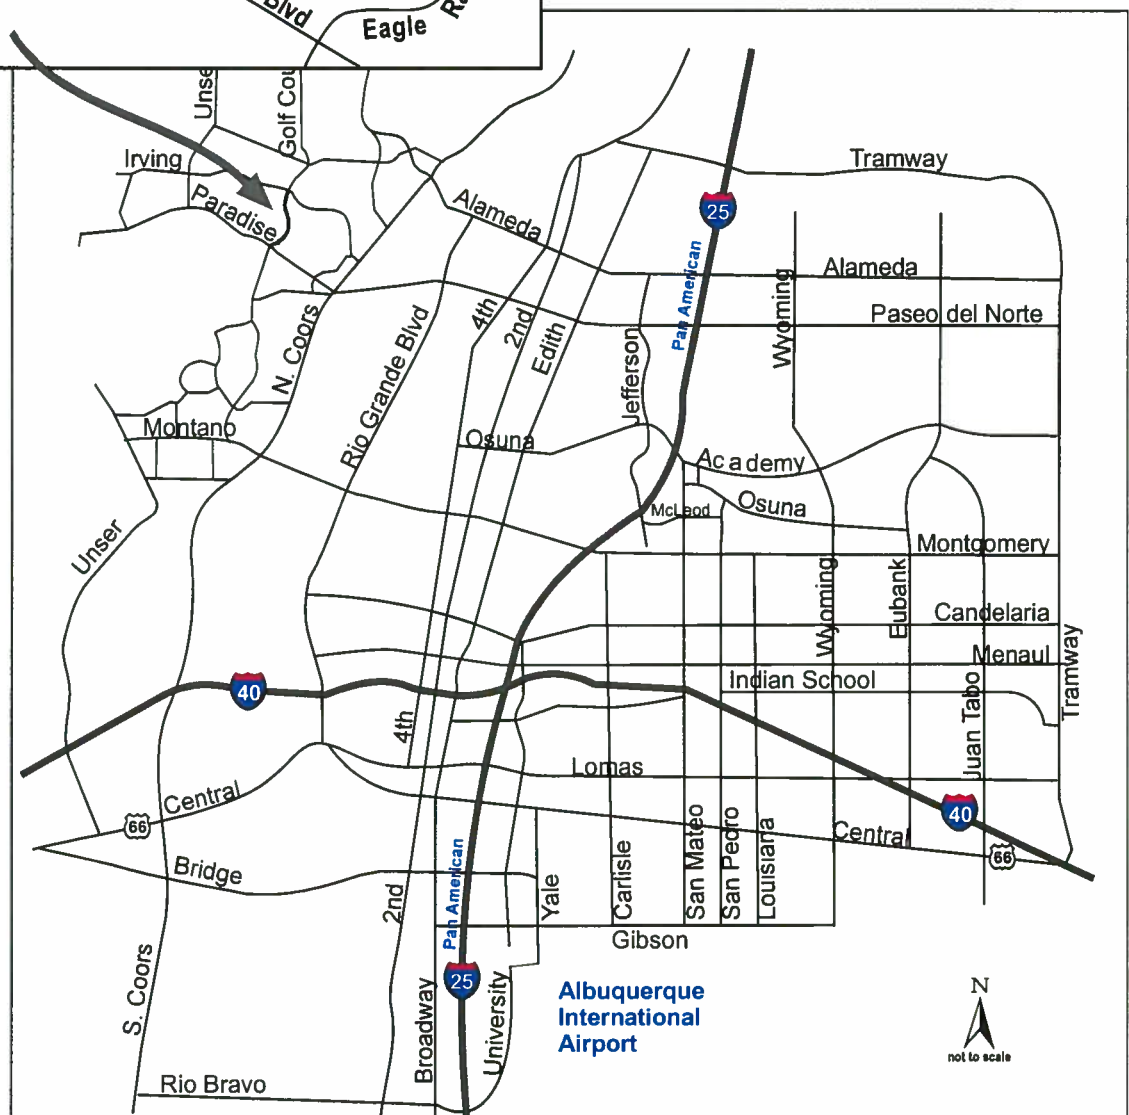 Blvd
Eagle
Ra
Unse
Golf Cou
Irving
Paradise
Tramway
25
Alameda
Pan American
Wyoming
Alameda
Paseo del Norte
N. Coors
Rio Grande Blvd
4th
2nd
Edith
Jefferson
Montano
Osuna
Academy
McLeod
Osuna
Unser
Montgomery
Wyoming
Eubank
Candelaria
Menaul
Tramway
Indian School
Juan Tabo
40
4th
Lomas
Central
66
40
Central
66
Bridge
2nd
Pan American
Yale
Carlisle
San Mateo
San Pedro
Louisiana
Gibson
S. Coors
Broadway
25
University
Albuquerque
International
Airport
N
not to scale
Rio Bravo